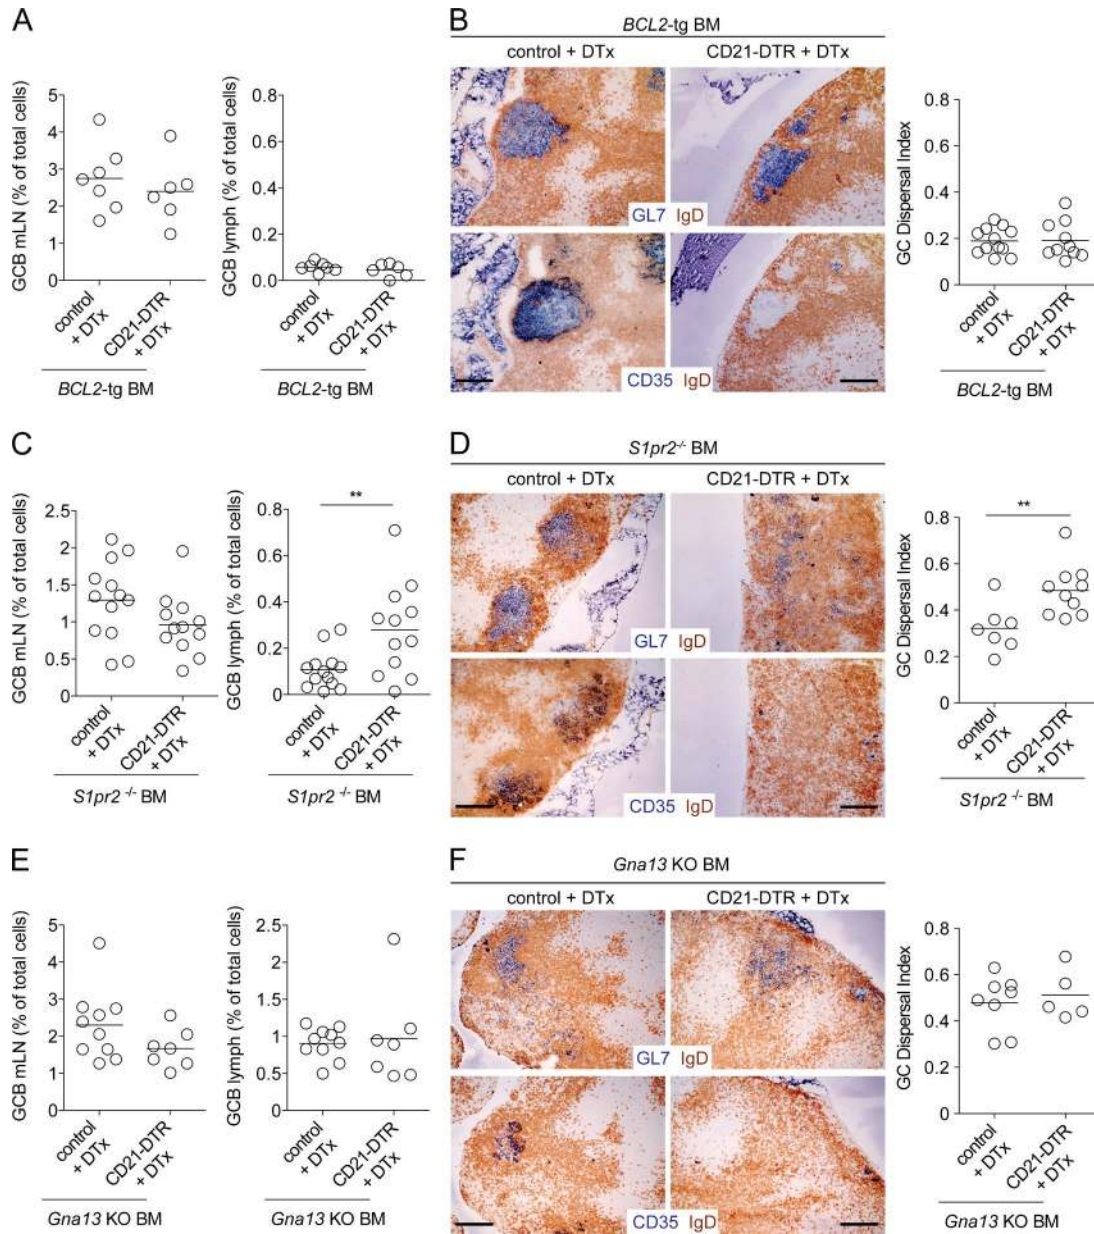 A
GCB mLN (% of total cells)
5
4
3
2
1
0
control
+ DTx
CD21-DTR
+ DTx
BCL2-tg BM
GCB lymph (% of total cells)
0.8
0.6
0.4
0.2
0.0
control
+ DTx
CD21-DTR
+ DTx
BCL2-tg BM
B
BCL2-tg BM
control + DTx
CD21-DTR + DTx
GL7 IgD
CD35 IgD
GC Dispersal Index
0.8
0.6
0.4
0.2
0
control
+ DTx
CD21-DTR
+ DTx
BCL2-tg BM
C
GCB mLN (% of total cells)
2.5
2
1.5
1
0.5
0
control
+ DTx
CD21-DTR
+ DTx
S1pr2 -/- BM
GCB lymph (% of total cells)
0.8
0.6
0.4
0.2
0
**
control
+ DTx
CD21-DTR
+ DTx
S1pr2 -/- BM
D
S1pr2-/- BM
control + DTx
CD21-DTR + DTx
GL7 IgD
CD35 IgD
GC Dispersal Index
0.8
0.6
0.4
0.2
0
**
control
+ DTx
CD21-DTR
+ DTx
S1pr2 -/- BM
E
GCB mLN (% of total cells)
5
4
3
2
1
0
control
+ DTx
CD21-DTR
+ DTx
Gna13 KO BM
GCB lymph (% of total cells)
2.5
2
1.5
1
0.5
0
control
+ DTx
CD21-DTR
+ DTx
Gna13 KO BM
F
Gna13 KO BM
control + DTx
CD21-DTR + DTx
GL7 IgD
CD35 IgD
GC Dispersal Index
0.8
0.6
0.4
0.2
0
control
+ DTx
CD21-DTR
+ DTx
Gna13 KO BM